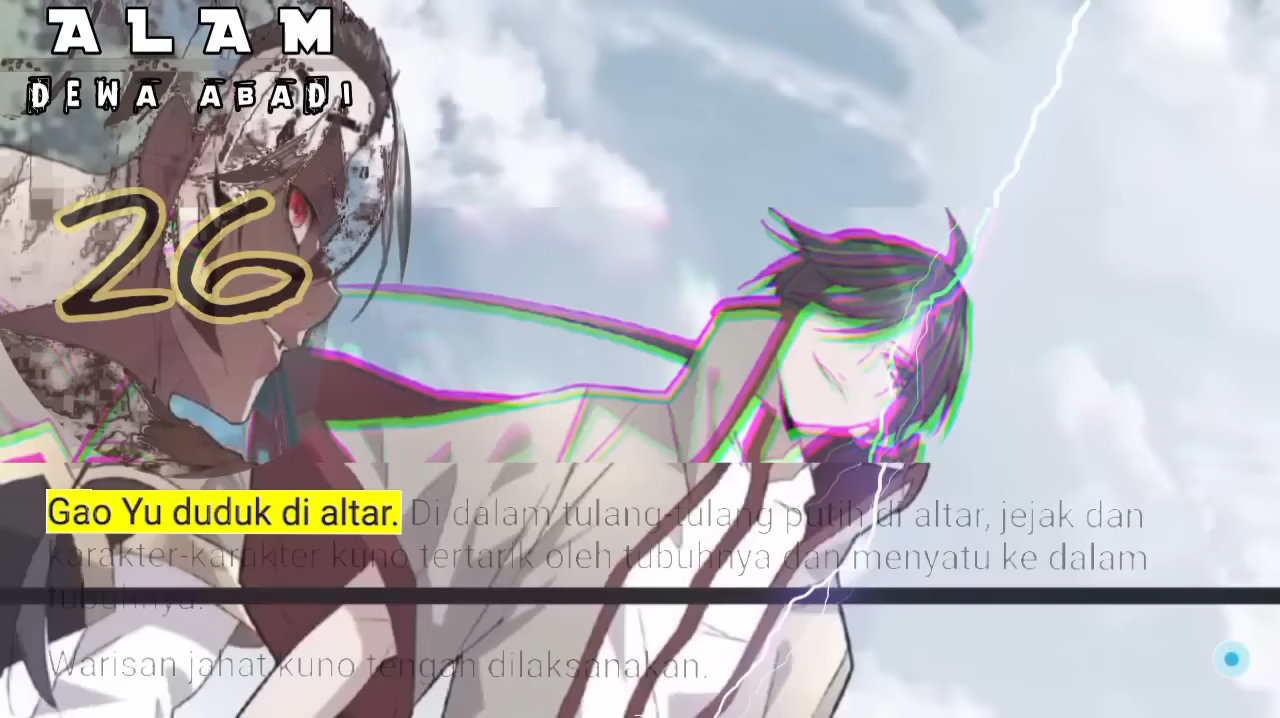 ALAM
DEWA ABADI
26
Gao Yu duduk di altar. Di dalam tulang-tulang putih di altar, jejak dan
karakter-karakter kuno tertarik oleh tubuhnya dan menyatu ke dalam
tubuhnya.
Warisan jahat kuno tengah dilaksanakan.